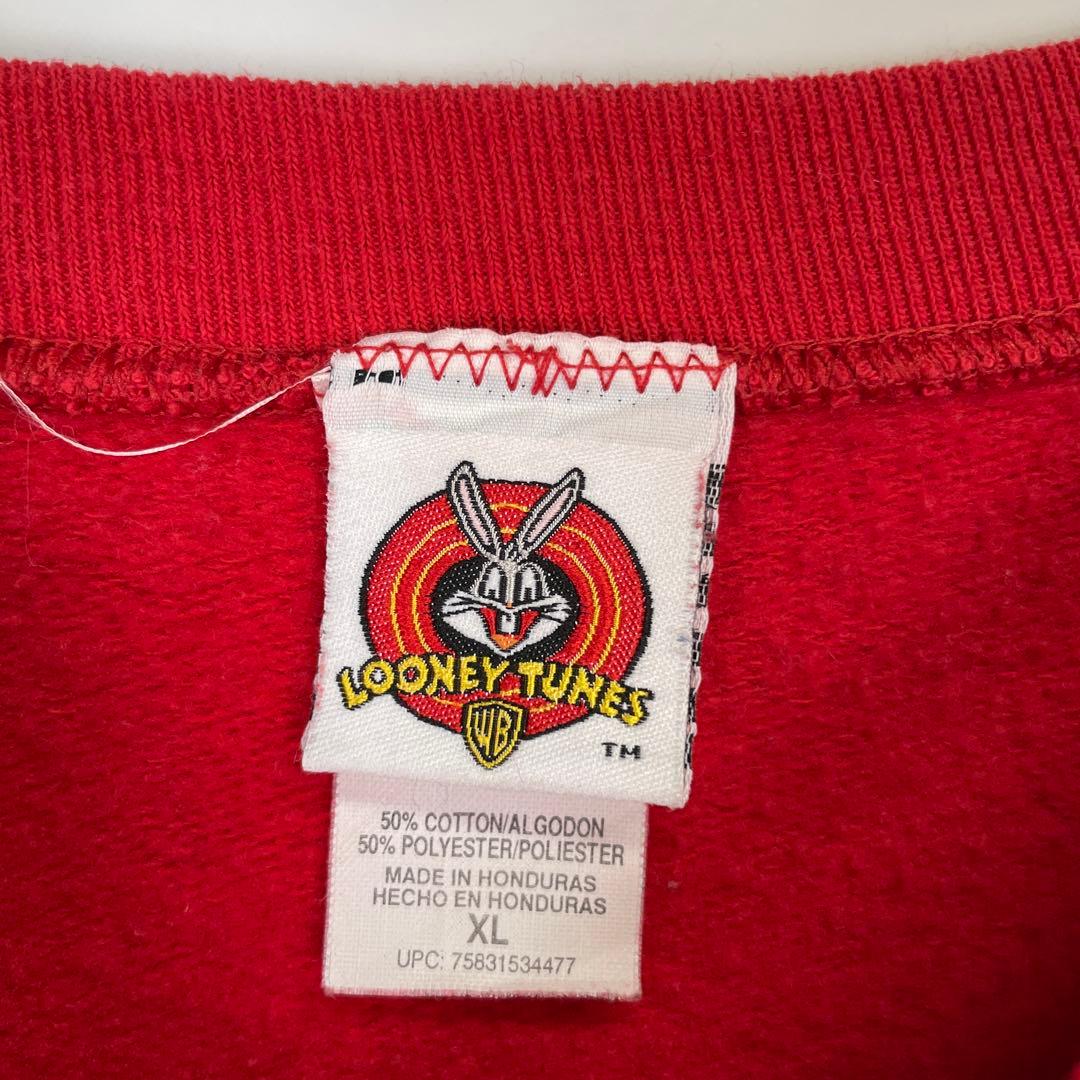 LOONEY TUNES
WB
TM
50% COTTON/ALGODON
50% POLYESTER/POLIESTER
MADE IN HONDURAS
HECHO EN HONDURAS
XL
UPC: 75831534477